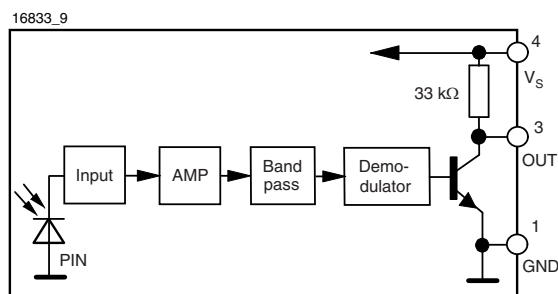 16833_9
4
V_S
33 kΩ
3
OUT
Input
AMP
Band
pass
Demo-
dulator
1
GND
PIN